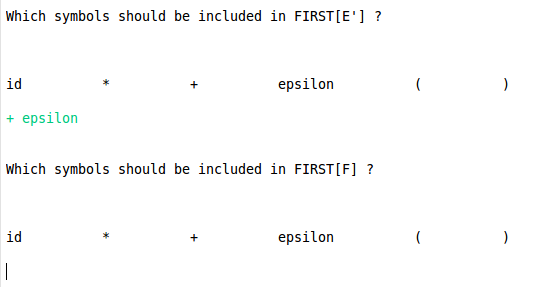 Which symbols should be included in FIRST[E'] ?
id * + epsilon ( )
+ epsilon
Which symbols should be included in FIRST[F] ?
id * + epsilon ( )